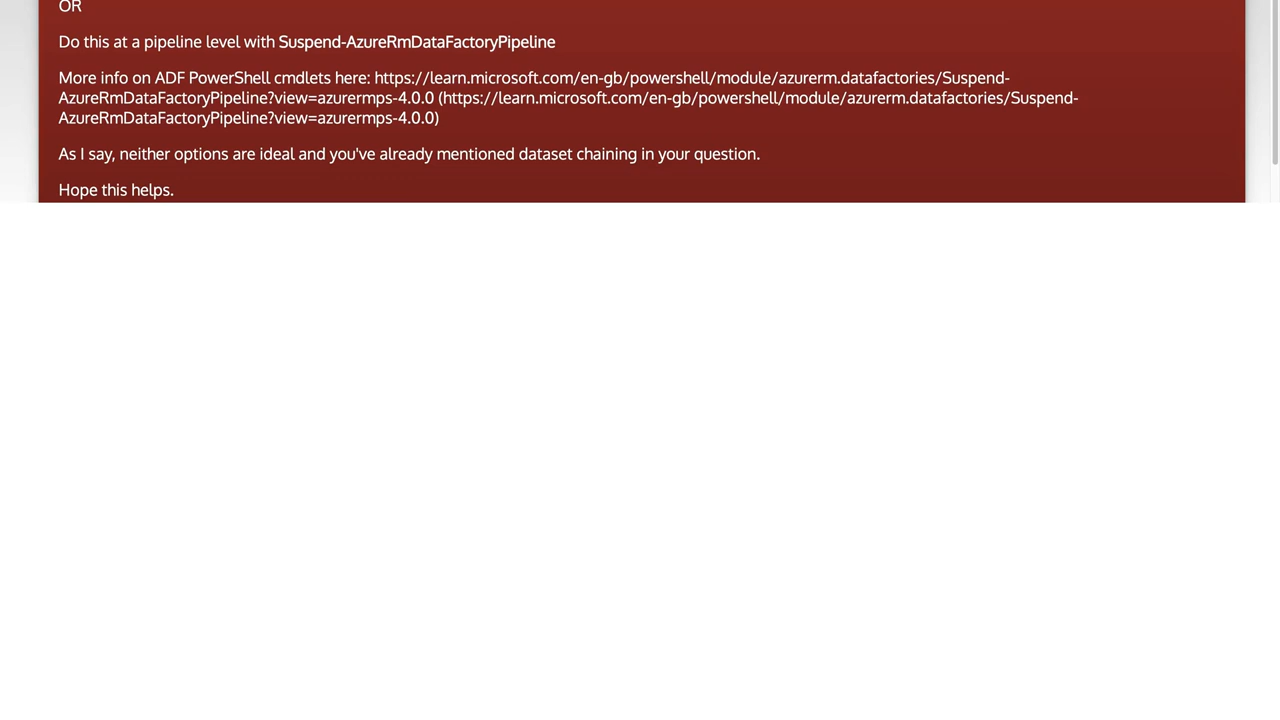 OR
Do this at a pipeline level with Suspend-AzureRmDataFactoryPipeline
More info on ADF PowerShell cmdlets here: https://learn.microsoft.com/en-gb/powershell/module/azurerm.datafactories/Suspend-
AzureRmDataFactoryPipeline?view=azurermps-4.0.0 (https://learn.microsoft.com/en-gb/powershell/module/azurerm.datafactories/Suspend-
AzureRmDataFactoryPipeline?view=azurermps-4.0.0)
As I say, neither options are ideal and you've already mentioned dataset chaining in your question.
Hope this helps.